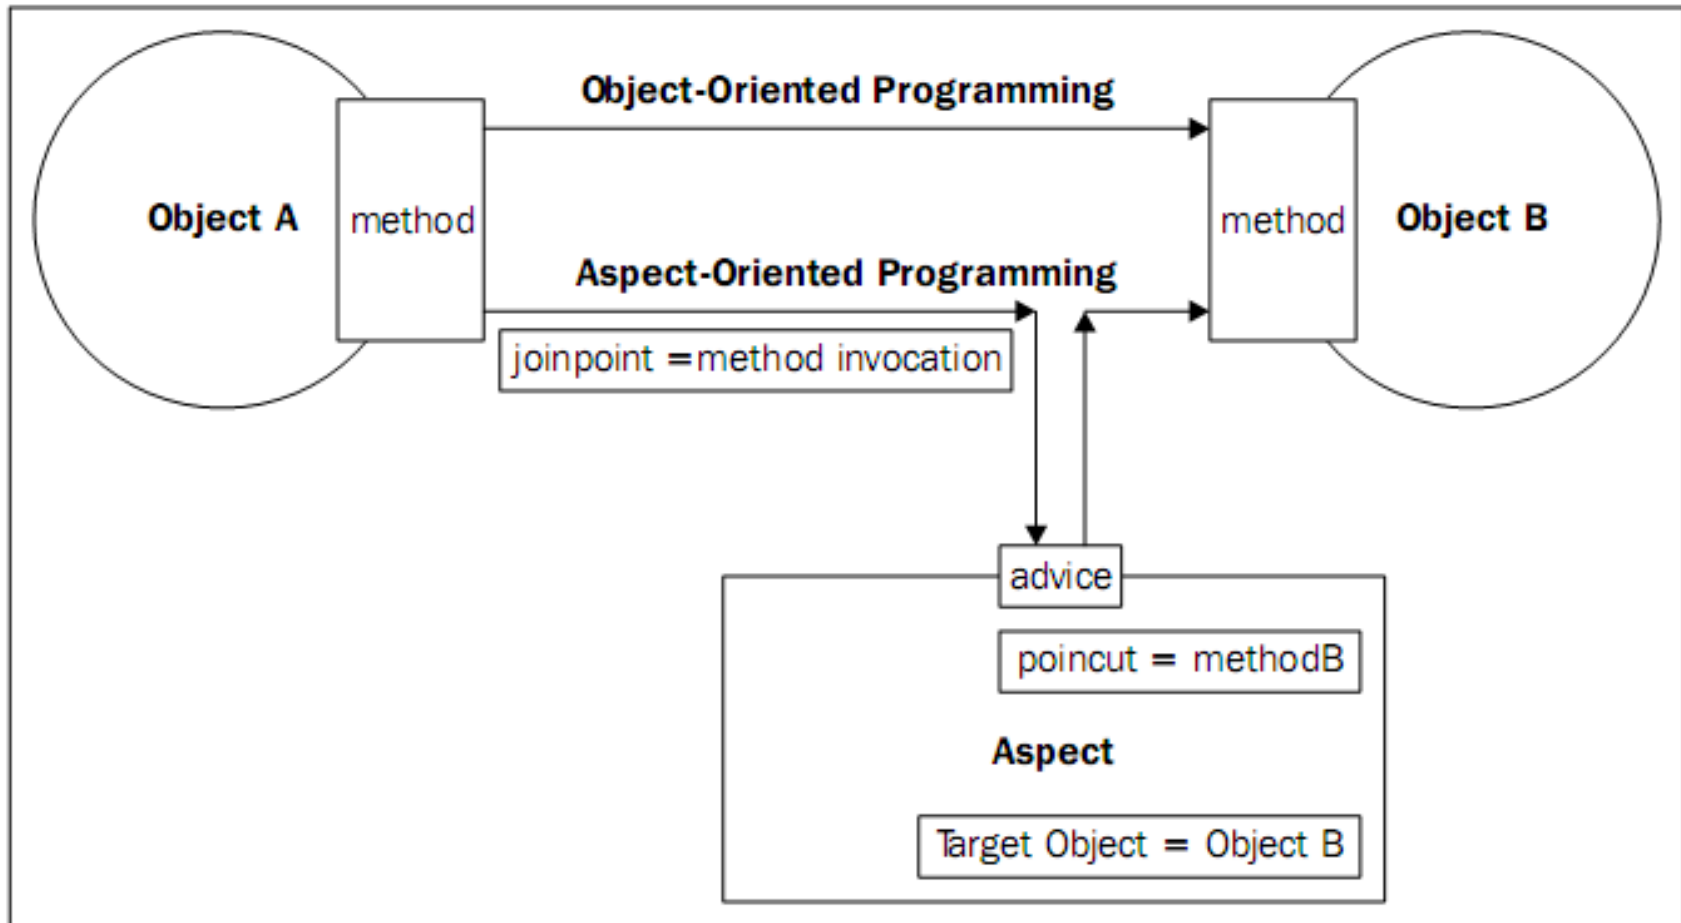 Object-Oriented Programming
Object A
method
method
Object B
Aspect-Oriented Programming
joinpoint =method invocation
advice
poincut = methodB
Aspect
Target Object = Object B